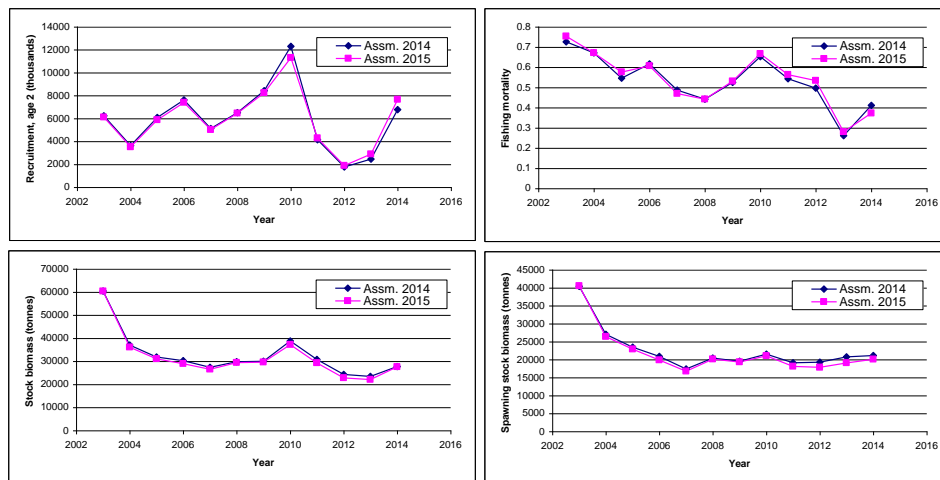 14000
12000
10000
8000
6000
4000
2000
0
Recruitment, age 2 (thousands)
Assm. 2014
Assm. 2015
2002 2004 2006 2008 2010 2012 2014 2016
Year
0.8
0.7
0.6
0.5
0.4
0.3
0.2
0.1
0
Fishing mortality
Assm. 2014
Assm. 2015
2002 2004 2006 2008 2010 2012 2014 2016
Year
70000
60000
50000
40000
30000
20000
10000
0
Stock biomass (tonnes)
Assm. 2014
Assm. 2015
2002 2004 2006 2008 2010 2012 2014 2016
Year
45000
40000
35000
30000
25000
20000
15000
10000
5000
0
Spawning stock biomass (tonnes)
Assm. 2014
Assm. 2015
2002 2004 2006 2008 2010 2012 2014 2016
Year